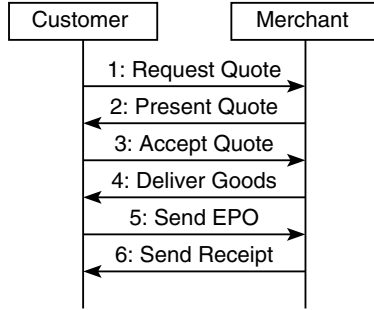 Customer
Merchant
1: Request Quote
2: Present Quote
3: Accept Quote
4: Deliver Goods
5: Send EPO
6: Send Receipt